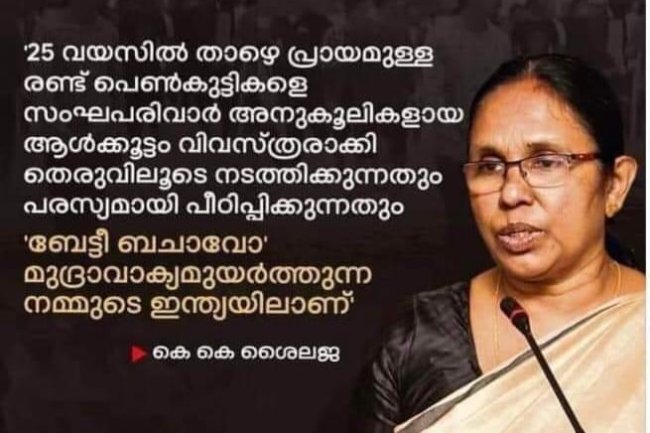 '25 വയസിൽ താഴെ പ്രായമുള്ള
രണ്ട് പെൺകുട്ടികളെ
സംഘപരിവാർ അനുകൂലികളായ
ആൾക്കൂട്ടം വിവസ്ത്രരാക്കി
തെരുവിലൂടെ നടത്തിക്കുന്നതും
പരസ്യമായി പീഠിപ്പിക്കുന്നതും
'ബേട്ടീ ബചാവോ'
മുദ്രാവാക്യമുയർത്തുന്ന
നമ്മുടെ ഇന്ത്യയിലാണ്'
കെ കെ ശൈലജ